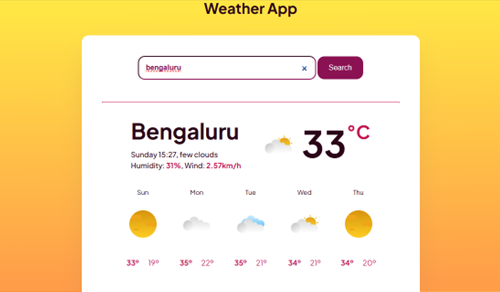 Weather App
bengaluru × Search
Bengaluru
33°C
Sunday 15:27, few clouds
Humidity: 31%, Wind: 2.57km/h
Sun Mon Tue Wed Thu
33° 19° 35° 22° 35° 21° 34° 21° 34° 20°